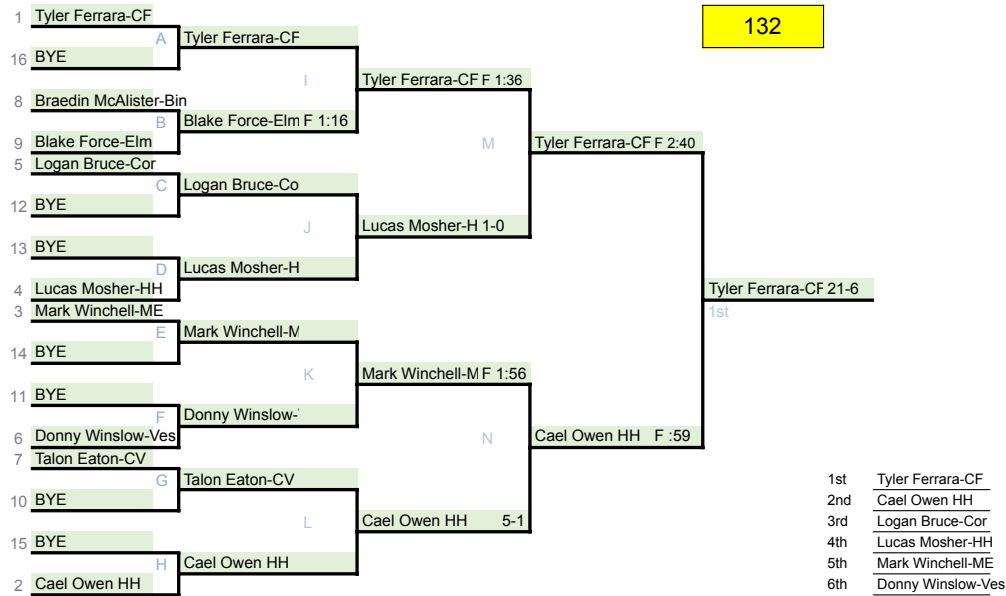 132
1 Tyler Ferrara-CF
A Tyler Ferrara-CF
16 BYE
I Tyler Ferrara-CF F 1:36
8 Braedin McAlister-Bin
B Blake Force-Elm F 1:16
9 Blake Force-Elm
M Tyler Ferrara-CF F 2:40
5 Logan Bruce-Cor
C Logan Bruce-Co
12 BYE
J Lucas Mosher-H 1-0
13 BYE
D Lucas Mosher-H
4 Lucas Mosher-HH
Tyler Ferrara-CF 21-6
1st
3 Mark Winchell-ME
E Mark Winchell-M
14 BYE
K Mark Winchell-M F 1:56
11 BYE
F Donny Winslow-
6 Donny Winslow-Ves
N Cael Owen HH F :59
7 Talon Eaton-CV
G Talon Eaton-CV
10 BYE
L Cael Owen HH 5-1
15 BYE
H Cael Owen HH
2 Cael Owen HH
1st Tyler Ferrara-CF
2nd Cael Owen HH
3rd Logan Bruce-Cor
4th Lucas Mosher-HH
5th Mark Winchell-ME
6th Donny Winslow-Ves